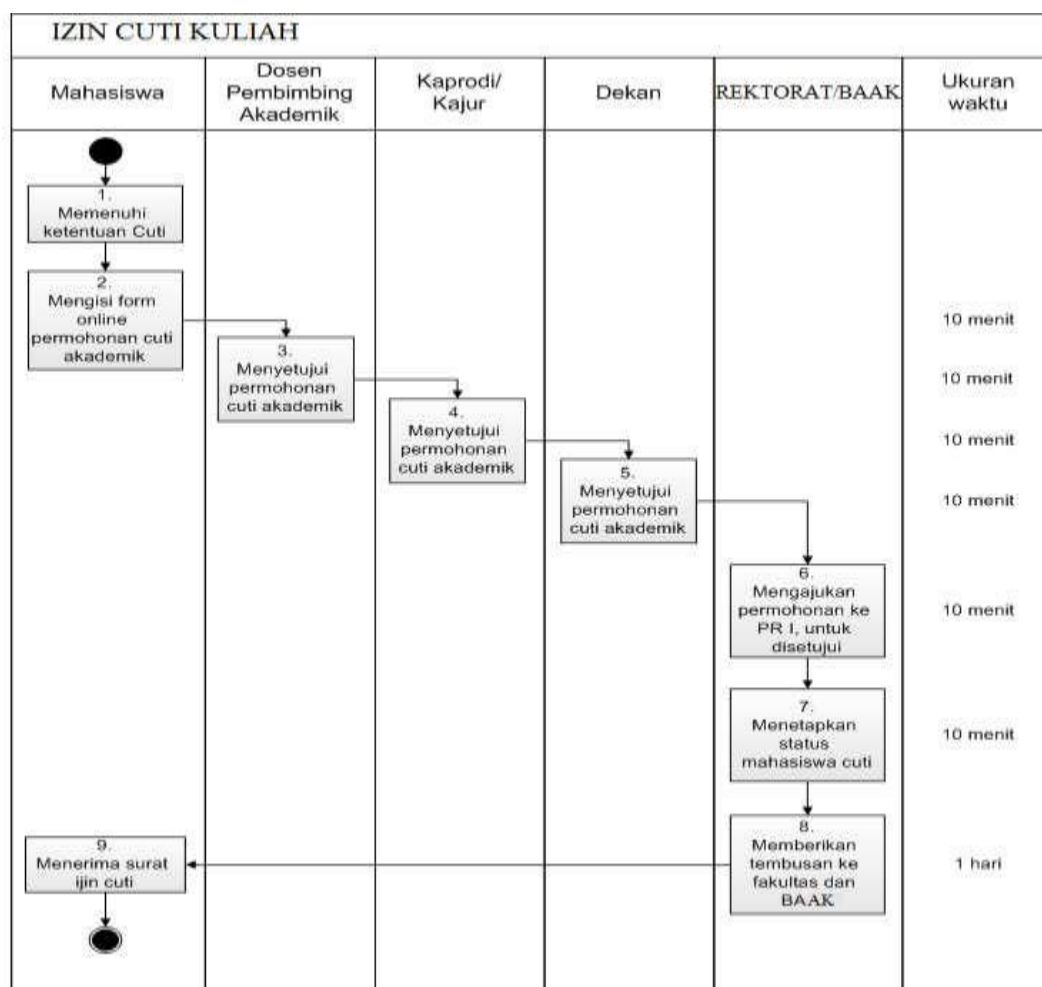 IZIN CUTI KULIAH
Mahasiswa
Dosen
Pembimbing
Akademik
Kaprodi/
Kajur
Dekan
REKTORAT/BAAK
Ukuran
waktu
1.
Memenuhi
ketentuan Cuti
2.
Mengisi form
online
permohonan cuti
akademik
10 menit
3.
Menyetujui
permohonan
cuti akademik
10 menit
4.
Menyetujui
permohonan
cuti akademik
10 menit
5.
Menyetujui
permohonan
cuti akademik
10 menit
6.
Mengajukan
permohonan ke
PR I, untuk
disetujui
10 menit
7.
Menetapkan
status
mahasiswa cuti
10 menit
8.
Memberikan
tembusan ke
fakultas dan
BAAK
1 hari
9.
Menerima surat
ijin cuti